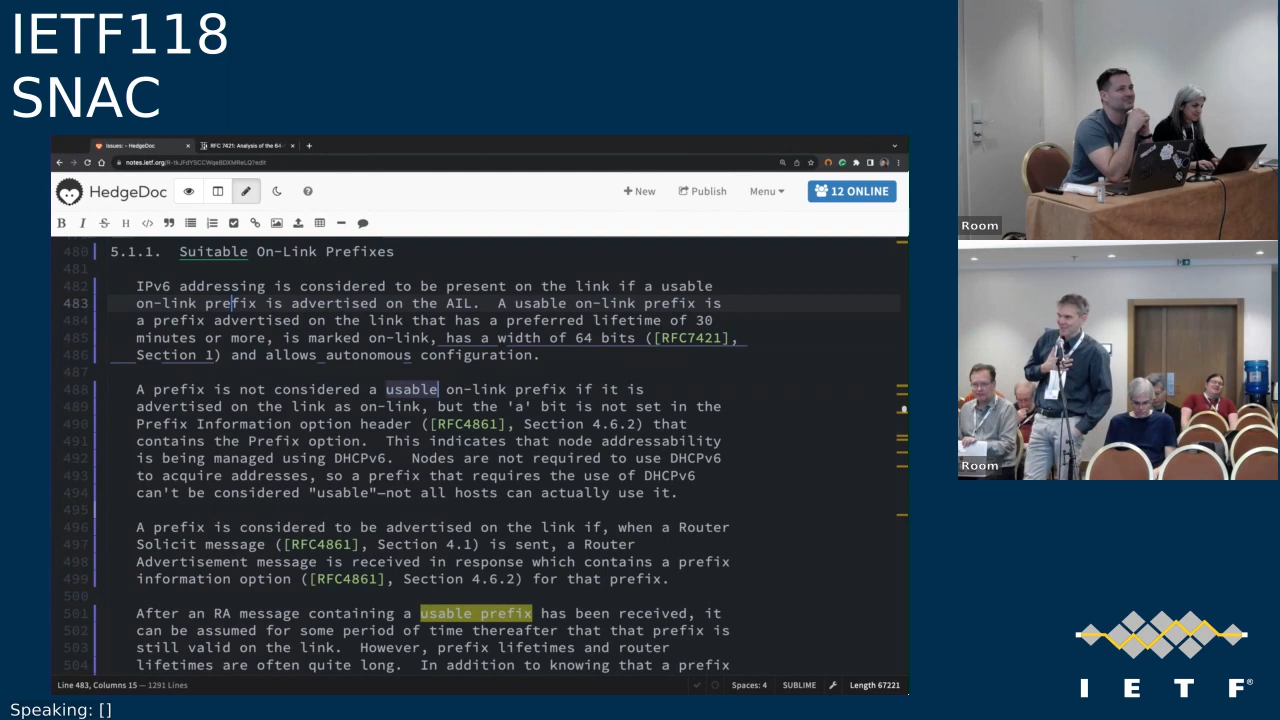 IETF118
SNAC
Issues: - HedgeDoc
RFC 7421: Analysis of the 64-
HedgeDoc
New
Publish
Menu
12 ONLINE
480 5.1.1. Suitable On-Link Prefixes
481
482 IPv6 addressing is considered to be present on the link if a usable
483 on-link prefix is advertised on the AIL. A usable on-link prefix is
484 a prefix advertised on the link that has a preferred lifetime of 30
485 minutes or more, is marked on-link, has a width of 64 bits ([RFC7421],
486 Section 1) and allows autonomous configuration.
487
488 A prefix is not considered a usable on-link prefix if it is
489 advertised on the link as on-link, but the 'a' bit is not set in the
490 Prefix Information option header ([RFC4861], Section 4.6.2) that
491 contains the Prefix option. This indicates that node addressability
492 is being managed using DHCPv6. Nodes are not required to use DHCPv6
493 to acquire addresses, so a prefix that requires the use of DHCPv6
494 can't be considered "usable"—not all hosts can actually use it.
495
496 A prefix is considered to be advertised on the link if, when a Router
497 Solicit message ([RFC4861], Section 4.1) is sent, a Router
498 Advertisement message is received in response which contains a prefix
499 information option ([RFC4861], Section 4.6.2) for that prefix.
500
501 After an RA message containing a usable prefix has been received, it
502 can be assumed for some period of time thereafter that that prefix is
503 still valid on the link. However, prefix lifetimes and router
504 lifetimes are often quite long. In addition to knowing that a prefix
Line 483, Columns 15 — 1291 Lines
Spaces: 4
SUBLIME
Length 67221
Room
Room
IETF®
Speaking: []